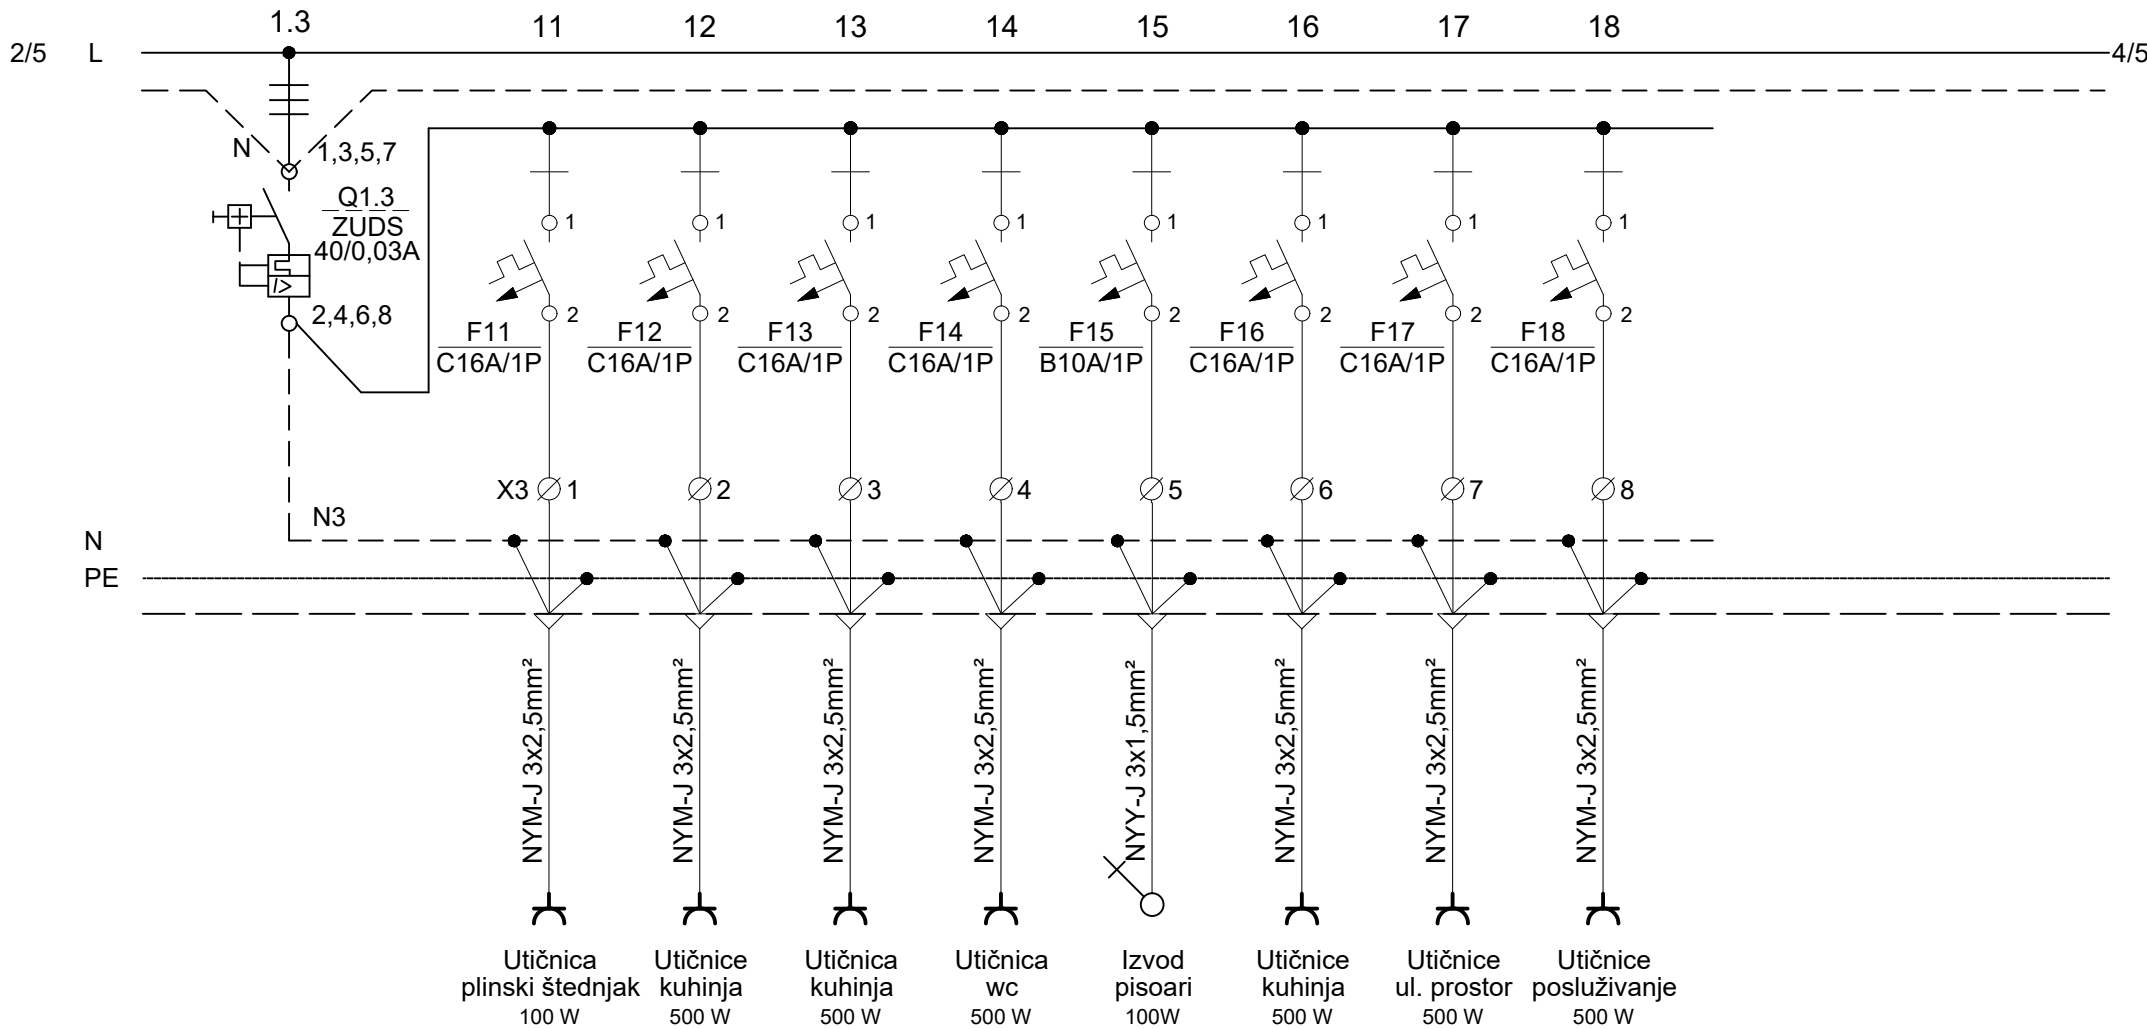 1.3 11 12 13 14 15 16 17 18
2/5 L 4/5
N 1,3,5,7
Q1.3
ZUDS
40/0,03A
1 1 1 1 1 1 1 1
I>
2,4,6,8
2 2 2 2 2 2 2 2
F11 F12 F13 F14 F15 F16 F17 F18
C16A/1P C16A/1P C16A/1P C16A/1P B10A/1P C16A/1P C16A/1P C16A/1P
X3 1 2 3 4 5 6 7 8
N3
N
PE
NYM-J 3x2,5mm²
NYM-J 3x2,5mm²
NYM-J 3x2,5mm²
NYM-J 3x2,5mm²
NYY-J 3x1,5mm²
NYM-J 3x2,5mm²
NYM-J 3x2,5mm²
NYM-J 3x2,5mm²
Utičnica
plinski štednjak
100 W
Utičnice
kuhinja
500 W
Utičnica
kuhinja
500 W
Utičnica
wc
500 W
Izvod
pisoari
100W
Utičnice
kuhinja
500 W
Utičnice
ul. prostor
500 W
Utičnice
posluživanje
500 W